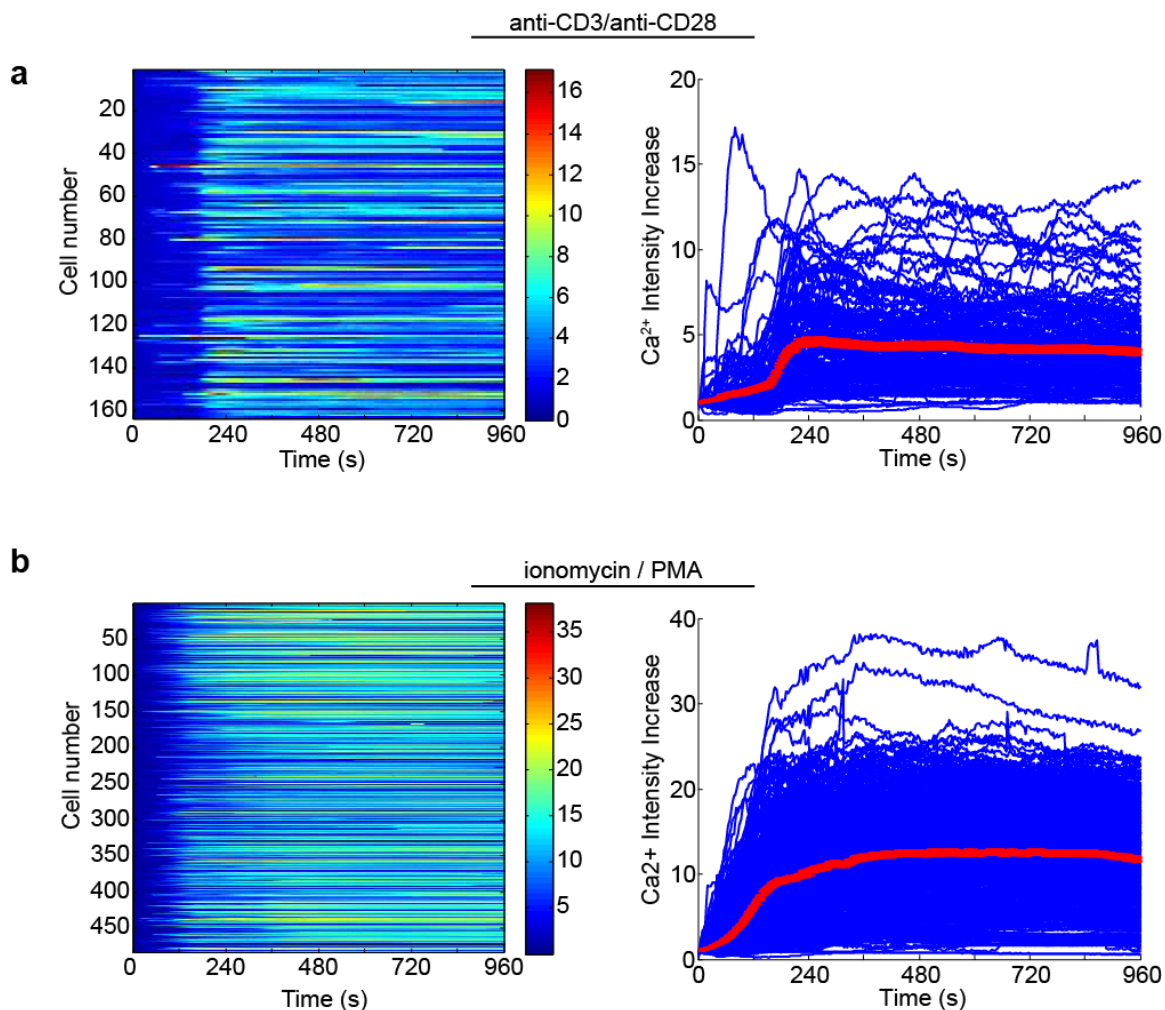 anti-CD3/anti-CD28
a
20
40
60
80
100
120
140
160
Cell number
0 240 480 720 960
Time (s)
16
14
12
10
8
6
4
2
0
20
15
10
5
0
Ca²⁺ Intensity Increase
0 240 480 720 960
Time (s)
b
ionomycin / PMA
50
100
150
200
250
300
350
400
450
Cell number
0 240 480 720 960
Time (s)
35
30
25
20
15
10
5
40
30
20
10
0
Ca2+ Intensity Increase
0 240 480 720 960
Time (s)